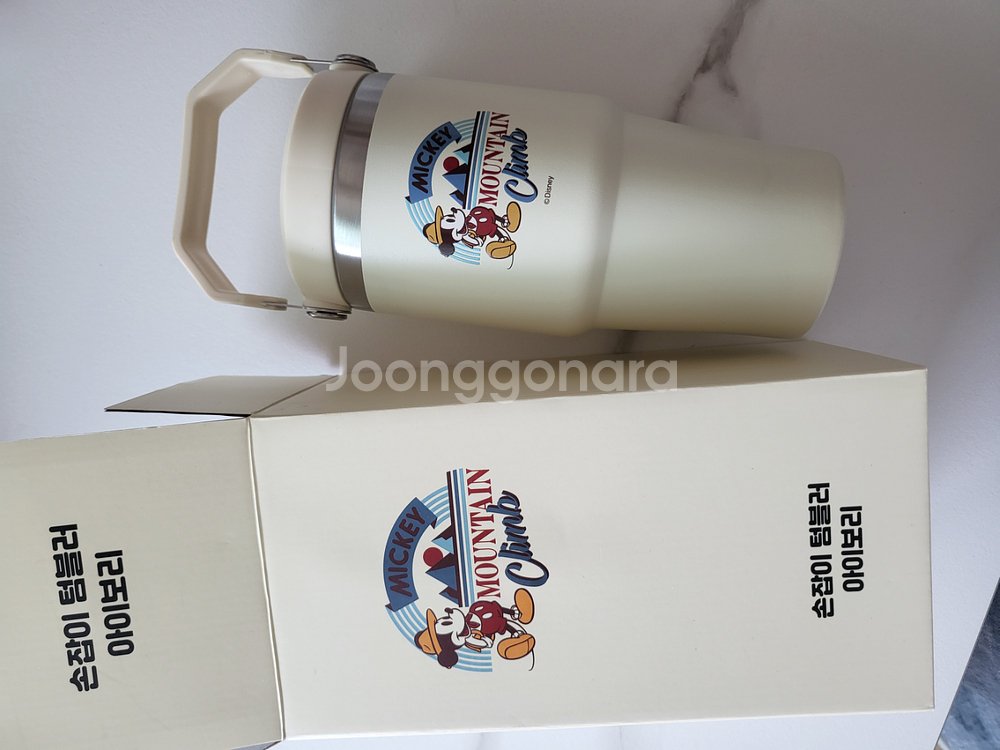 MICKEY
MOUNTAIN
Climb
©Disney
Joonggonara
손잡이 텀블러
아이보리
MICKEY
MOUNTAIN
Climb
손잡이 텀블러
아이보리